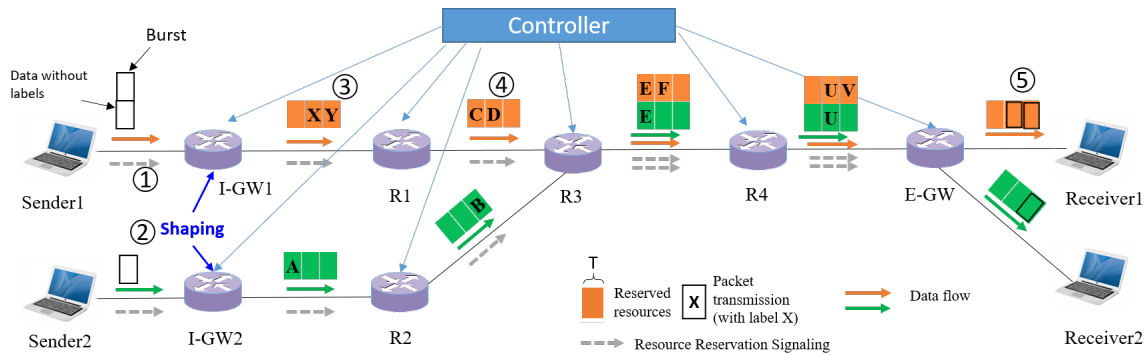 Controller
Burst
Data without
labels
③
④
⑤
X Y
C D
E F
E
U V
U
①
Sender1
I-GW1
R1
R3
R4
E-GW
Receiver1
②
Shaping
B
A
Sender2
I-GW2
R2
T
Reserved
resources
X
Packet
transmission
(with label X)
Data flow
Resource Reservation Signaling
Receiver2